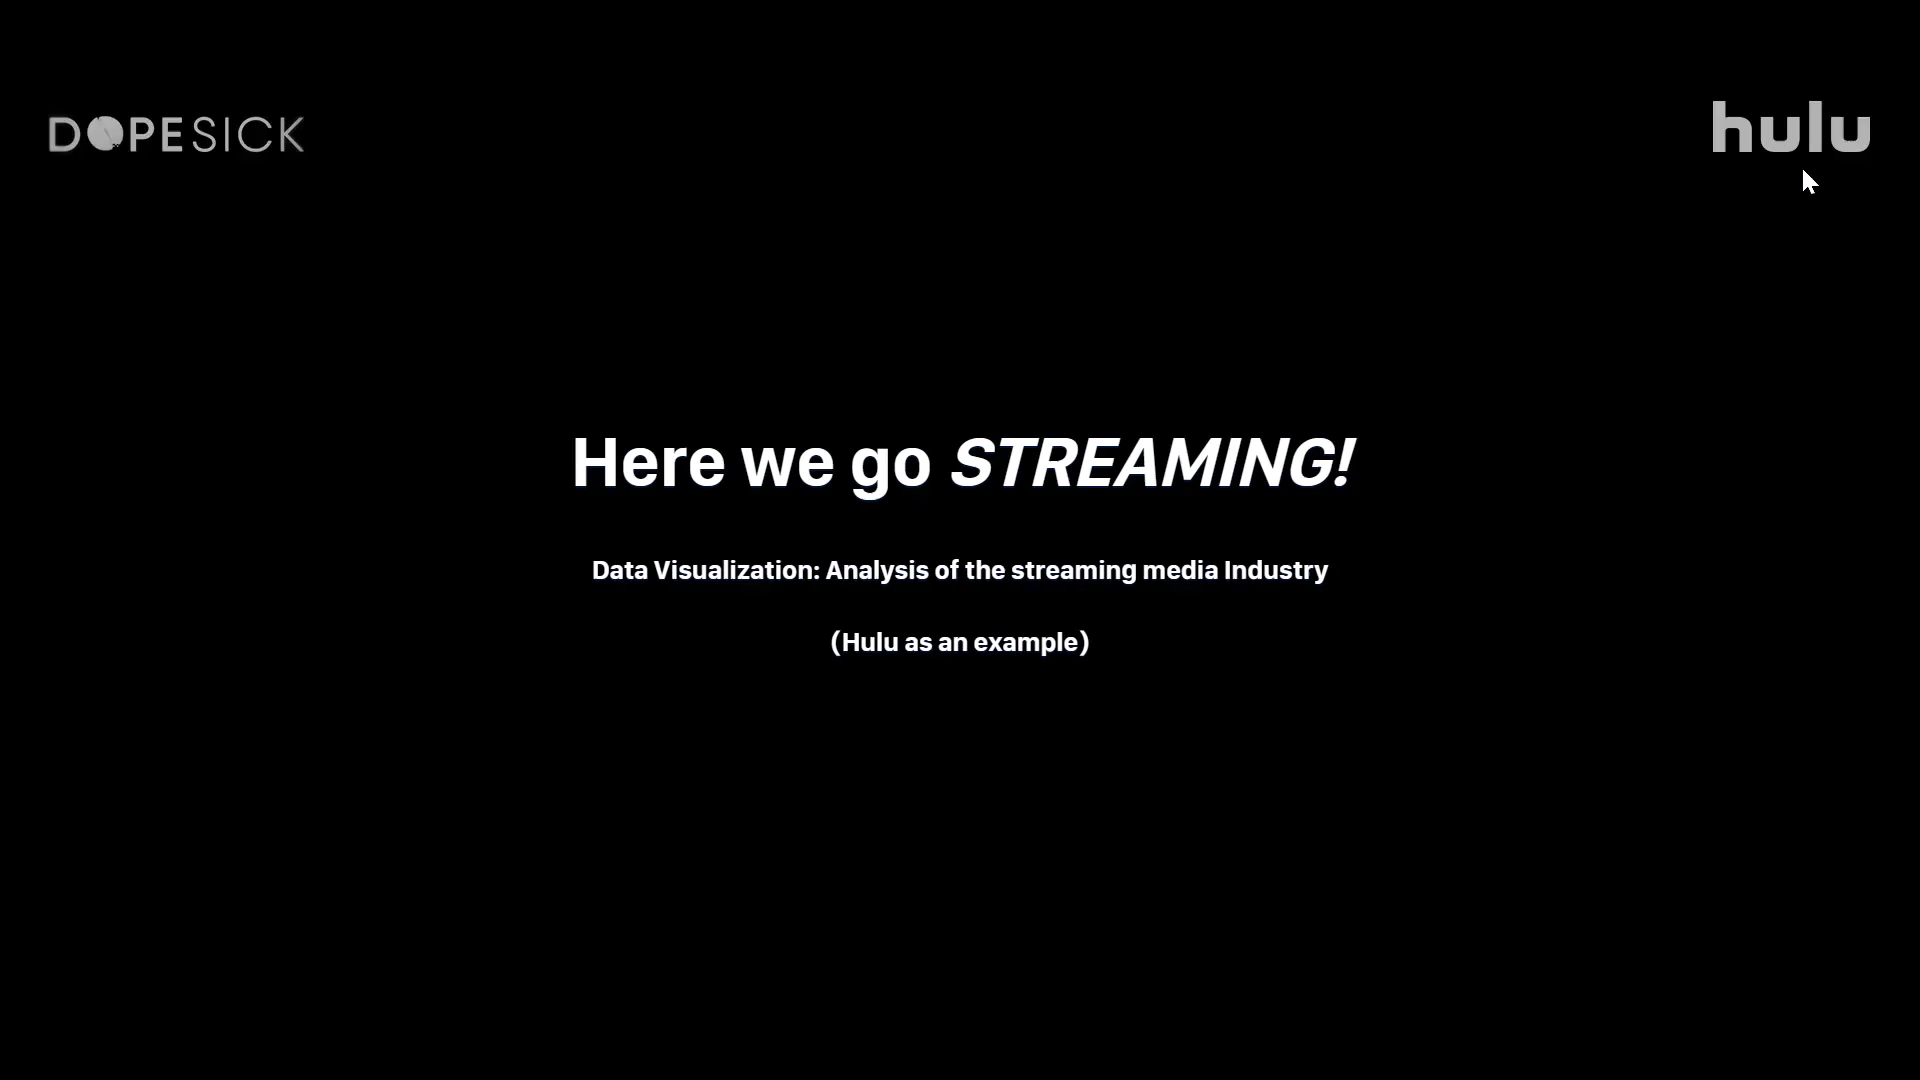 DOPESICK
hulu
Here we go STREAMING!
Data Visualization: Analysis of the streaming media Industry
(Hulu as an example)